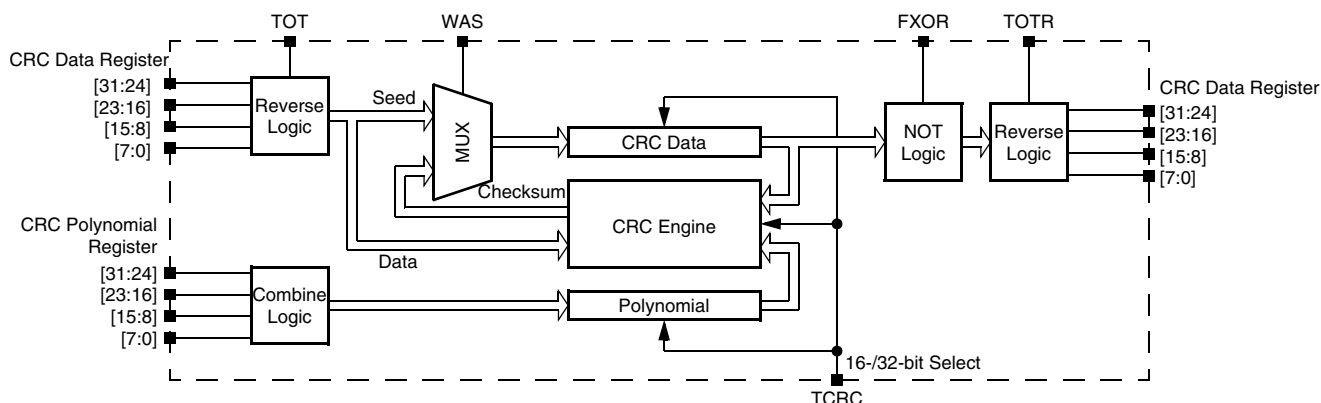 TOT
WAS
FXOR
TOTR
CRC Data Register
[31:24]
[23:16]
[15:8]
[7:0]
Reverse
Logic
Seed
MUX
CRC Data
NOT
Logic
Reverse
Logic
CRC Data Register
[31:24]
[23:16]
[15:8]
[7:0]
Checksum
CRC Engine
Data
CRC Polynomial
Register
[31:24]
[23:16]
[15:8]
[7:0]
Combine
Logic
Polynomial
16-/32-bit Select
TCRC